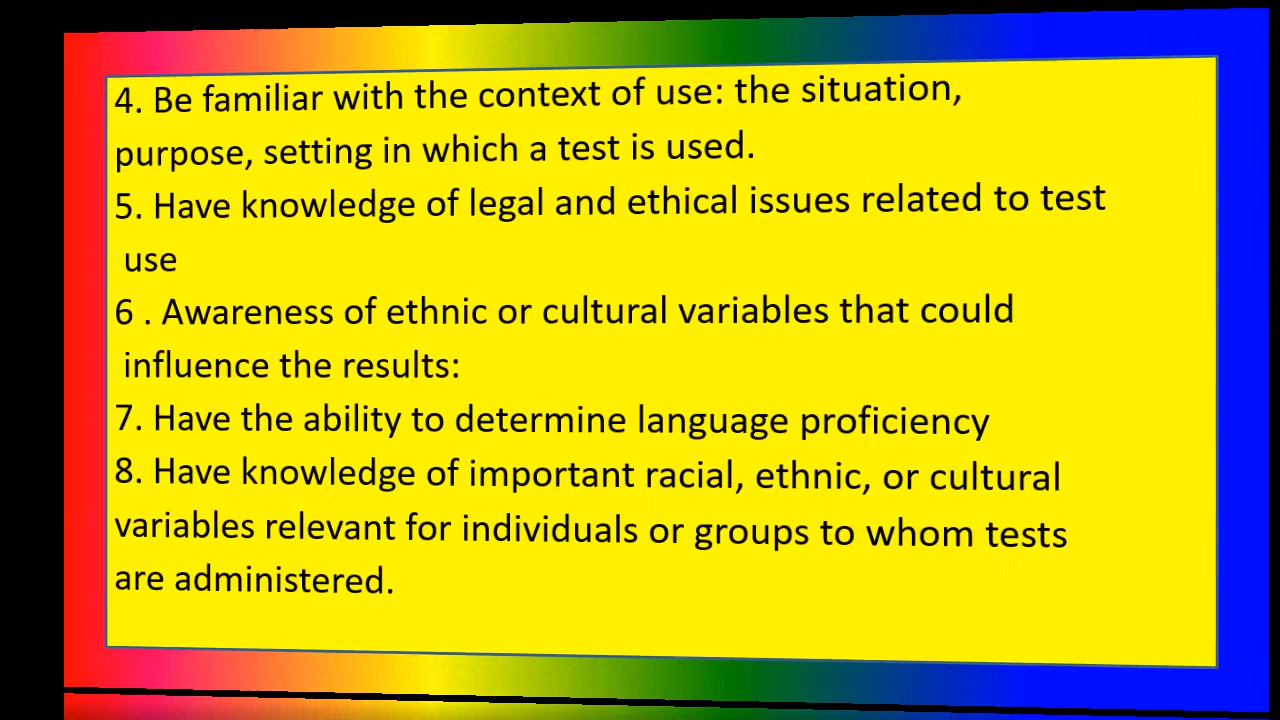 4. Be familiar with the context of use: the situation,
purpose, setting in which a test is used.
5. Have knowledge of legal and ethical issues related to test
use
6 . Awareness of ethnic or cultural variables that could
influence the results:
7. Have the ability to determine language proficiency
8. Have knowledge of important racial, ethnic, or cultural
variables relevant for individuals or groups to whom tests
are administered.